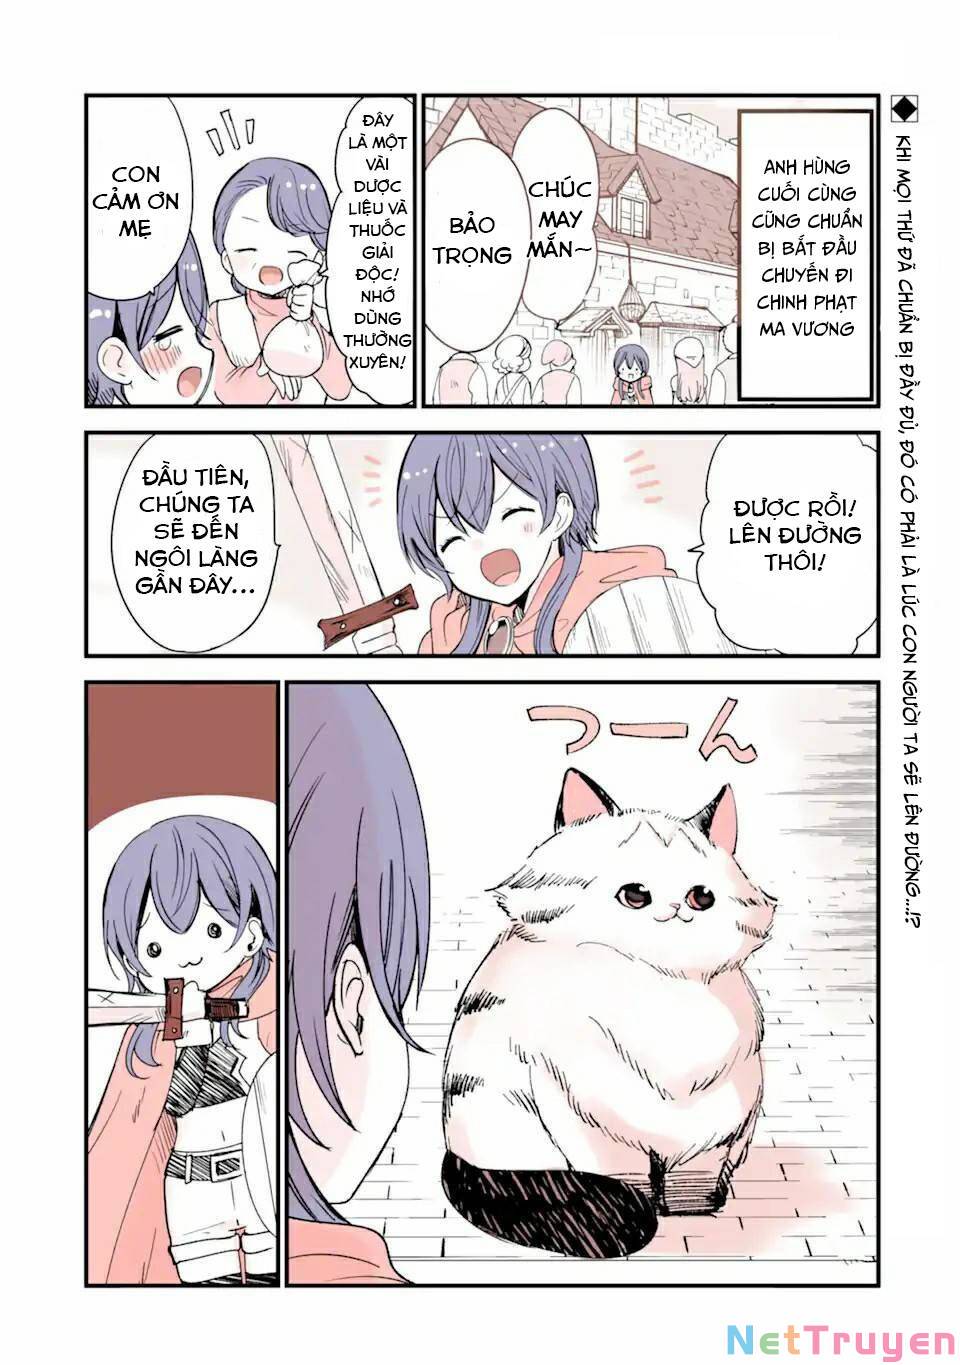 KHI MỌI THỨ ĐÃ CHUẨN BỊ ĐẦY ĐỦ, ĐÓ CÓ PHẢI LÀ LÚC CON NGƯỜI TA SẼ LÊN ĐƯỜNG...!?
ANH HÙNG
CUỐI CÙNG
CŨNG CHUẨN
BỊ BẮT ĐẦU
CHUYẾN ĐI
CHINH PHẠT
MA VƯƠNG
CHÚC
MAY
MẮN~
BẢO
TRỌNG
ĐÂY
LÀ MỘT
VÀI
DƯỢC
LIỆU VÀ
THUỐC
GIẢI
ĐỘC!
NHỚ
DÙNG
THƯỜNG
XUYÊN!
CON
CẢM ƠN
MẸ
ĐƯỢC RỒI!
LÊN ĐƯỜNG
THÔI!
ĐẦU TIÊN,
CHÚNG TA
SẼ ĐẾN
NGÔI LÀNG
GẦN ĐÂY...
つーん
NetTruyen